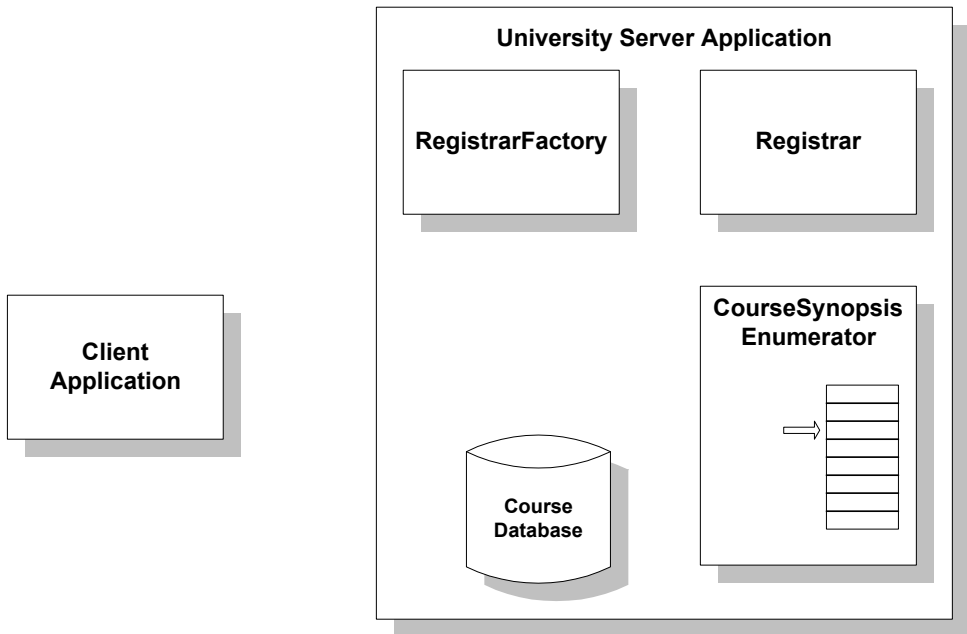 University Server Application
RegistrarFactory
Registrar
Client
Application
CourseSynopsis
Enumerator
Course
Database